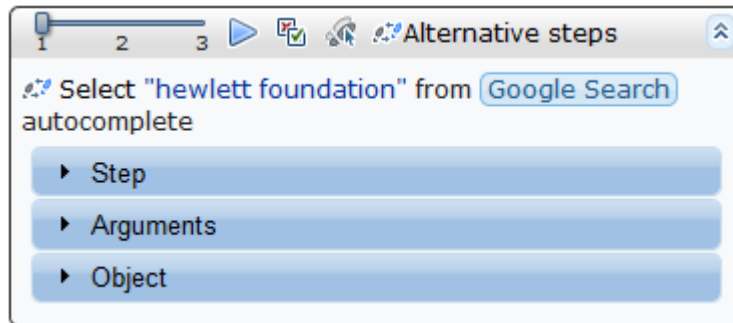 1 2 3 Alternative steps
Select "hewlett foundation" from Google Search
autocomplete
Step
Arguments
Object